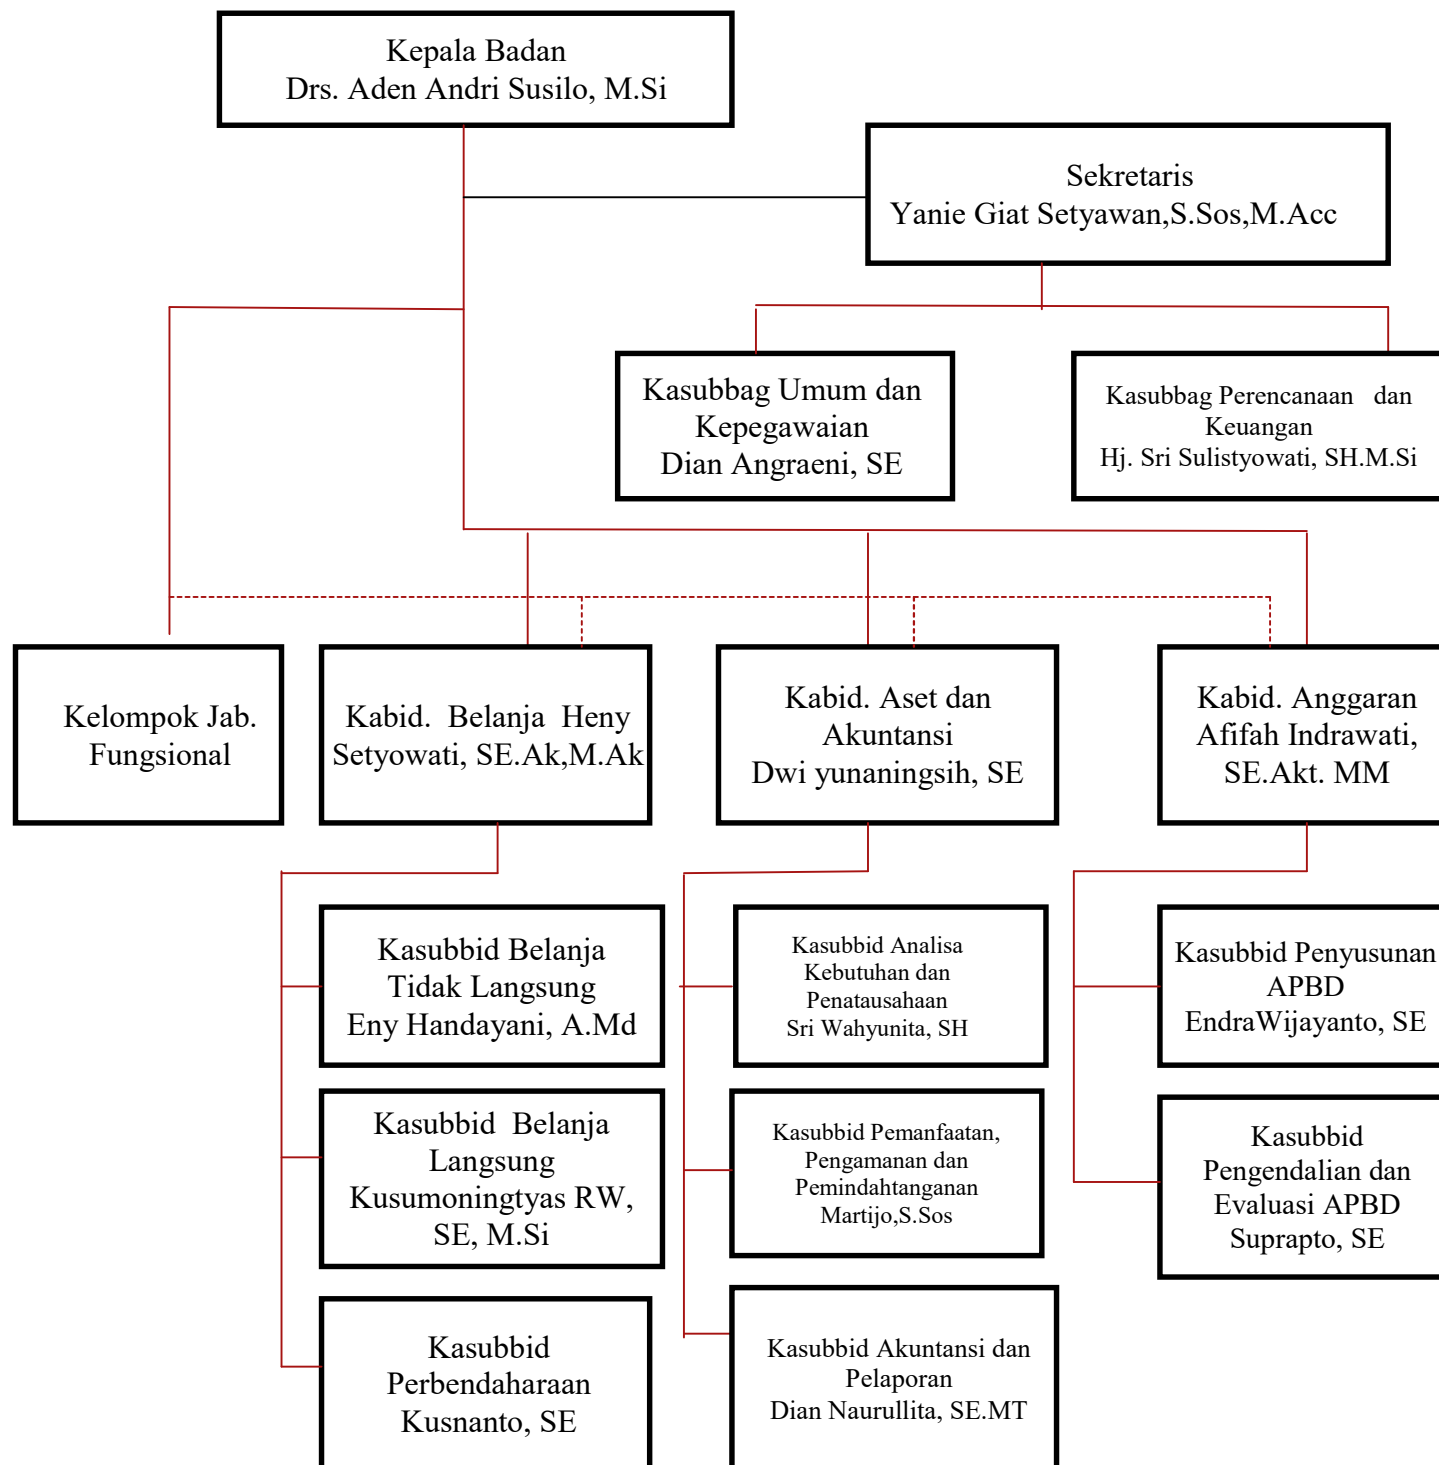 Kepala Badan
Drs. Aden Andri Susilo, M.Si
Sekretaris
Yanie Giat Setyawan,S.Sos,M.Acc
Kasubbag Umum dan
Kepegawaian
Dian Angraeni, SE
Kasubbag Perencanaan dan
Keuangan
Hj. Sri Sulistyowati, SH.M.Si
Kelompok Jab.
Fungsional
Kabid. Belanja Heny
Setyowati, SE.Ak,M.Ak
Kabid. Aset dan
Akuntansi
Dwi yunaningsih, SE
Kabid. Anggaran
Afifah Indrawati,
SE.Akt. MM
Kasubbid Belanja
Tidak Langsung
Eny Handayani, A.Md
Kasubbid Analisa
Kebutuhan dan
Penatausahaan
Sri Wahyunita, SH
Kasubbid Penyusunan
APBD
EndraWijayanto, SE
Kasubbid Belanja
Langsung
Kusumoningtyas RW,
SE, M.Si
Kasubbid Pemanfaatan,
Pengamanan dan
Pemindahtanganan
Martijo,S.Sos
Kasubbid
Pengendalian dan
Evaluasi APBD
Suprapto, SE
Kasubbid
Perbendaharaan
Kusnanto, SE
Kasubbid Akuntansi dan
Pelaporan
Dian Naurullita, SE.MT